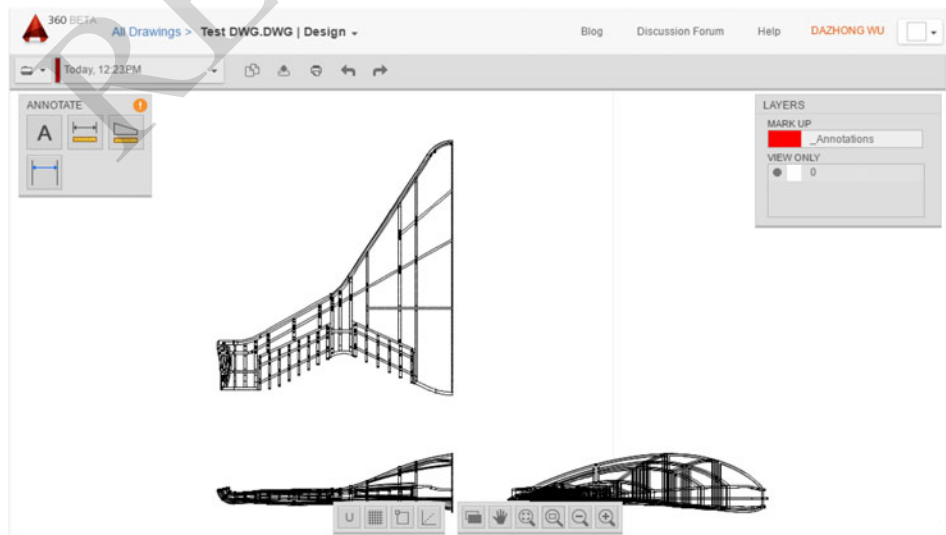 360 BETA
All Drawings > Test DWG.DWG | Design
Blog
Discussion Forum
Help
DAZHONG WU
Today, 12:23PM
ANNOTATE
!
A
LAYERS
MARK UP
_Annotations
VIEW ONLY
0